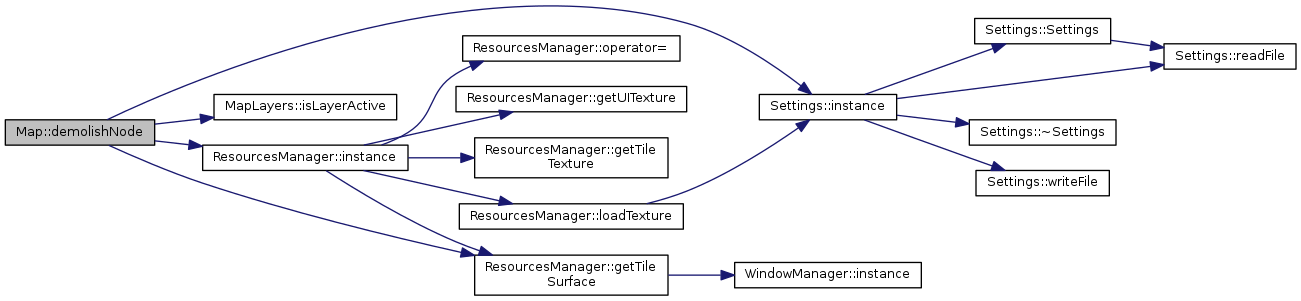 Map::demolishNode
MapLayers::isLayerActive
ResourcesManager::instance
ResourcesManager::operator=
ResourcesManager::getUITexture
ResourcesManager::getTile
Texture
ResourcesManager::loadTexture
ResourcesManager::getTile
Surface
Settings::instance
WindowManager::instance
Settings::Settings
Settings::~Settings
Settings::writeFile
Settings::readFile